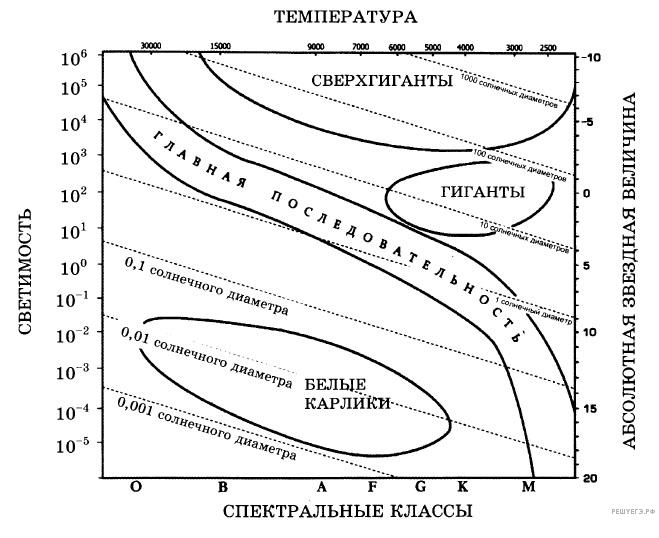 ТЕМПЕРАТУРА
30000 15000 9000 7000 6000 5000 4000 3000 2500
СВЕТИМОСТЬ
10⁶
10⁵
10⁴
10³
10²
10¹
10⁰
10⁻¹
10⁻²
10⁻³
10⁻⁴
10⁻⁵
СВЕРХГИГАНТЫ
1000 солнечных диаметров
100 солнечных диаметров
ГИГАНТЫ
10 солнечных диаметров
ГЛАВНАЯ ПОСЛЕДОВАТЕЛЬНОСТЬ
1 солнечный диаметр
0,1 солнечного диаметра
0,01 солнечного диаметра
БЕЛЫЕ
КАРЛИКИ
0,001 солнечного диаметра
-10
-5
0
5
10
15
20
АБСОЛЮТНАЯ ЗВЕЗДНАЯ ВЕЛИЧИНА
O B A F G K M
СПЕКТРАЛЬНЫЕ КЛАССЫ
РЕШУЕГЭ.РФ